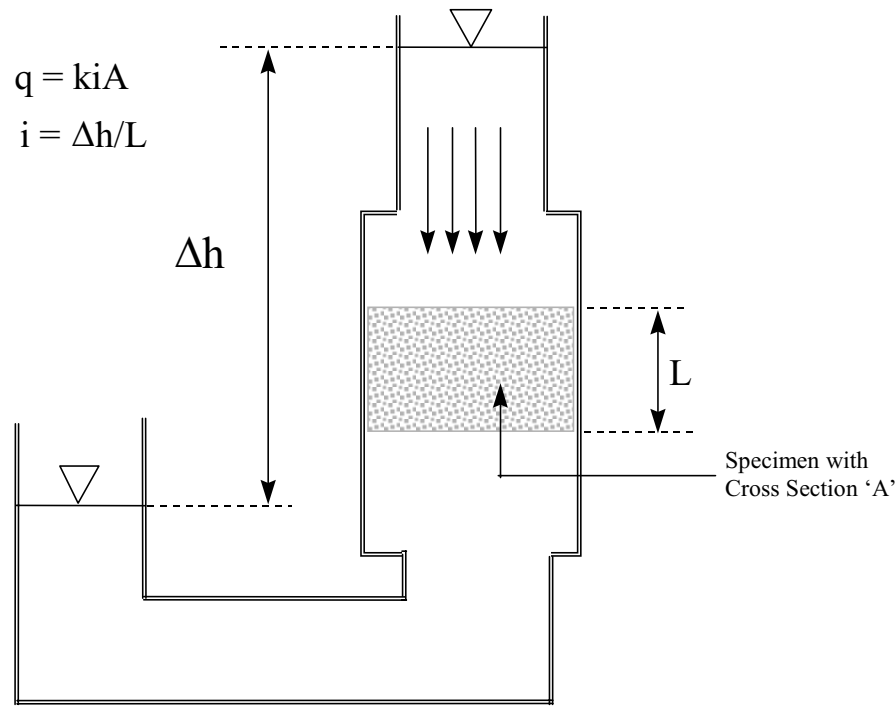 q = kiA
i = Δh/L
Δh
L
Specimen with
Cross Section ‘A’